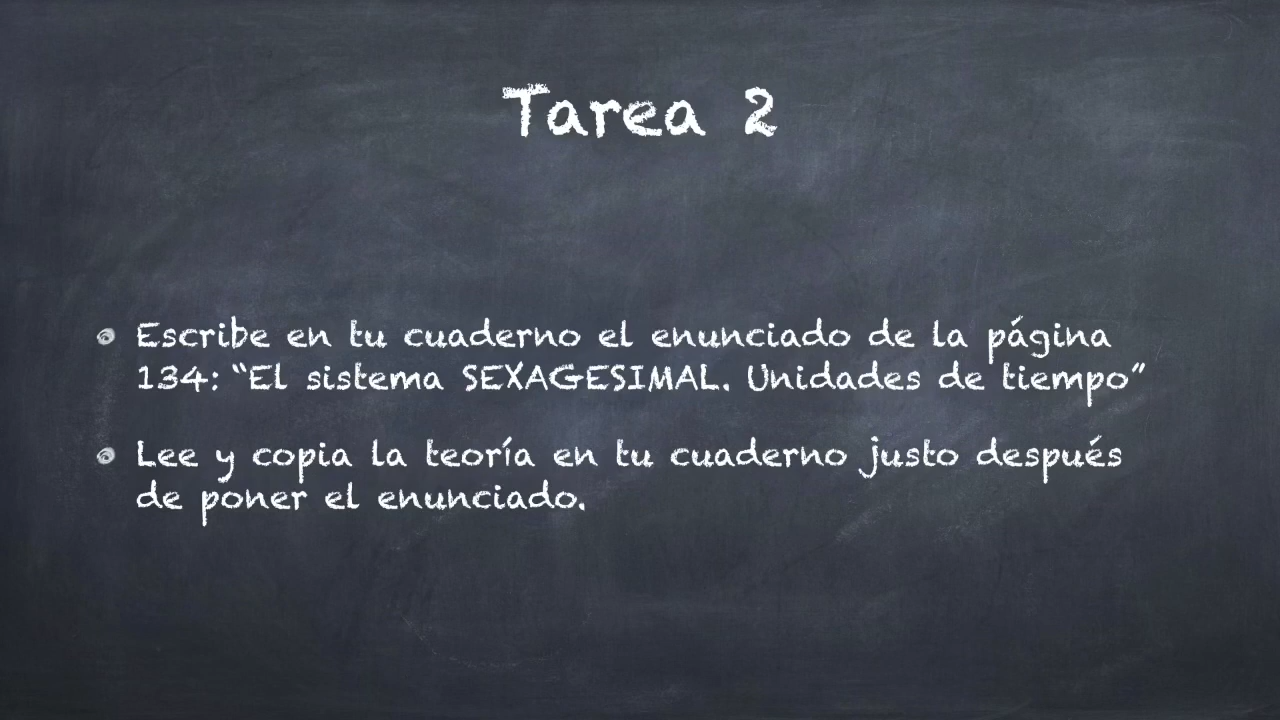 Tarea 2
Escribe en tu cuaderno el enunciado de la página
134: “El sistema SEXAGESIMAL. Unidades de tiempo”
Lee y copia la teoría en tu cuaderno justo después
de poner el enunciado.